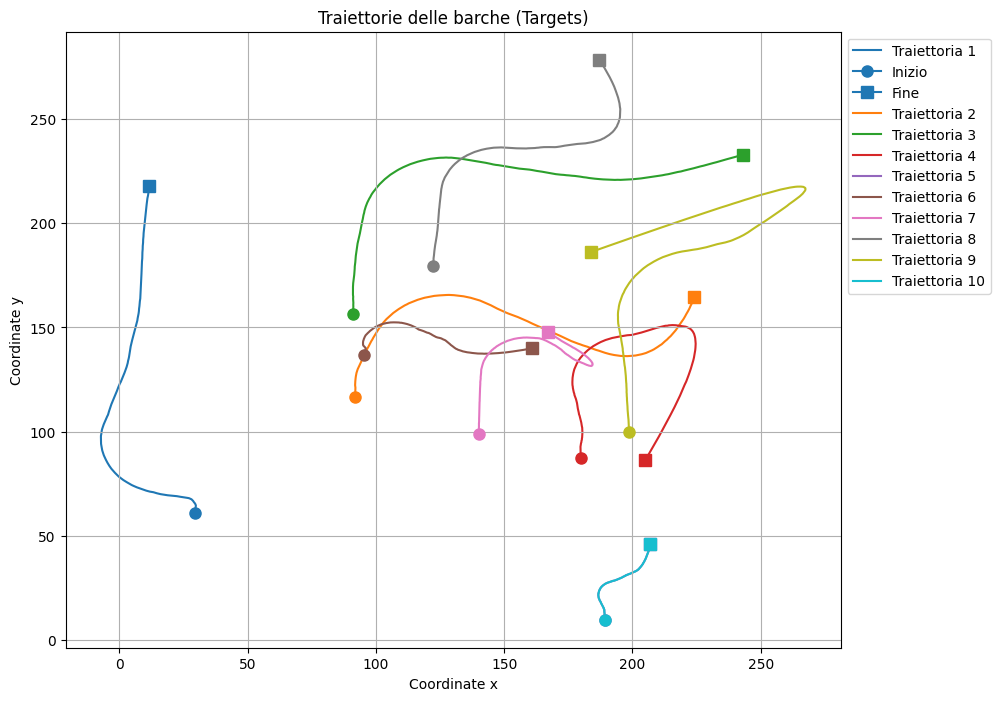 Traiettorie delle barche (Targets)
Coordinate y
250
200
150
100
50
0
0 50 100 150 200 250
Coordinate x
Traiettoria 1
Inizio
Fine
Traiettoria 2
Traiettoria 3
Traiettoria 4
Traiettoria 5
Traiettoria 6
Traiettoria 7
Traiettoria 8
Traiettoria 9
Traiettoria 10